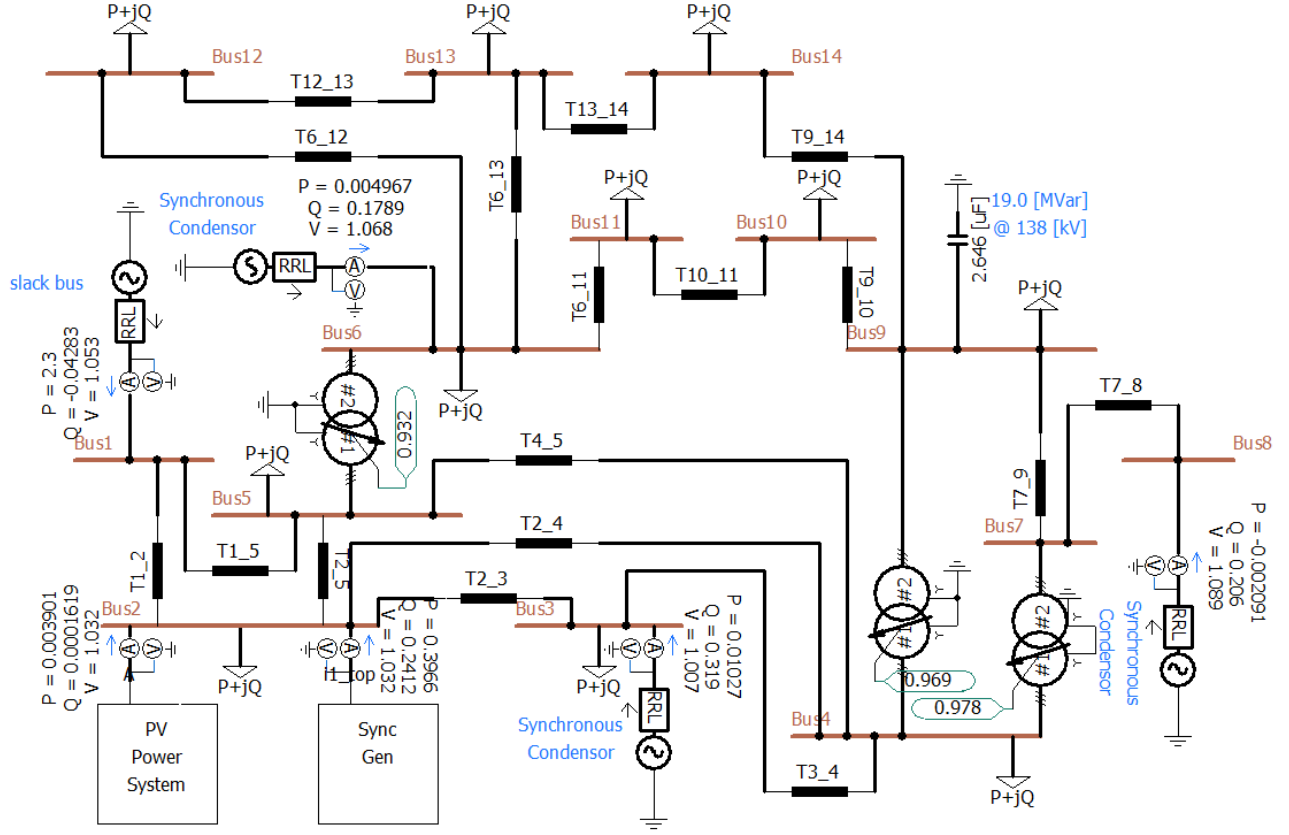 P+jQ
P+jQ
P+jQ
Bus12
Bus13
Bus14
T12_13
T13_14
T6_12
T9_14
T6_13
Synchronous
Condensor
P = 0.004967
Q = 0.1789
V = 1.068
P+jQ
P+jQ
Bus11
Bus10
T10_11
T6_11
T9_10
2.646 [uF]
19.0 [MVar]
@ 138 [kV]
RRL
A
V
slack bus
RRL
A
V
P = 2.3
Q = -0.04283
V = 1.053
Bus6
Bus9
P+jQ
#2
#1
0.932
P+jQ
T7_8
Bus1
P+jQ
T4_5
Bus8
Bus5
T7_9
T1_2
T1_5
T2_5
T2_4
Bus7
T2_3
Bus2
Bus3
P = 0.003901
Q = 0.0001619
V = 1.032
A
V
A
P+jQ
V
A
i1_top
P = 0.3966
Q = 0.2412
V = 1.032
P+jQ
V
A
P = 0.01027
Q = 0.319
V = 1.007
RRL
Synchronous
Condensor
#2
#1
0.969
#2
#1
0.978
Synchronous
Condensor
V
A
RRL
P = -0.002691
Q = 0.206
V = 1.089
PV
Power
System
Sync
Gen
Bus4
T3_4
P+jQ